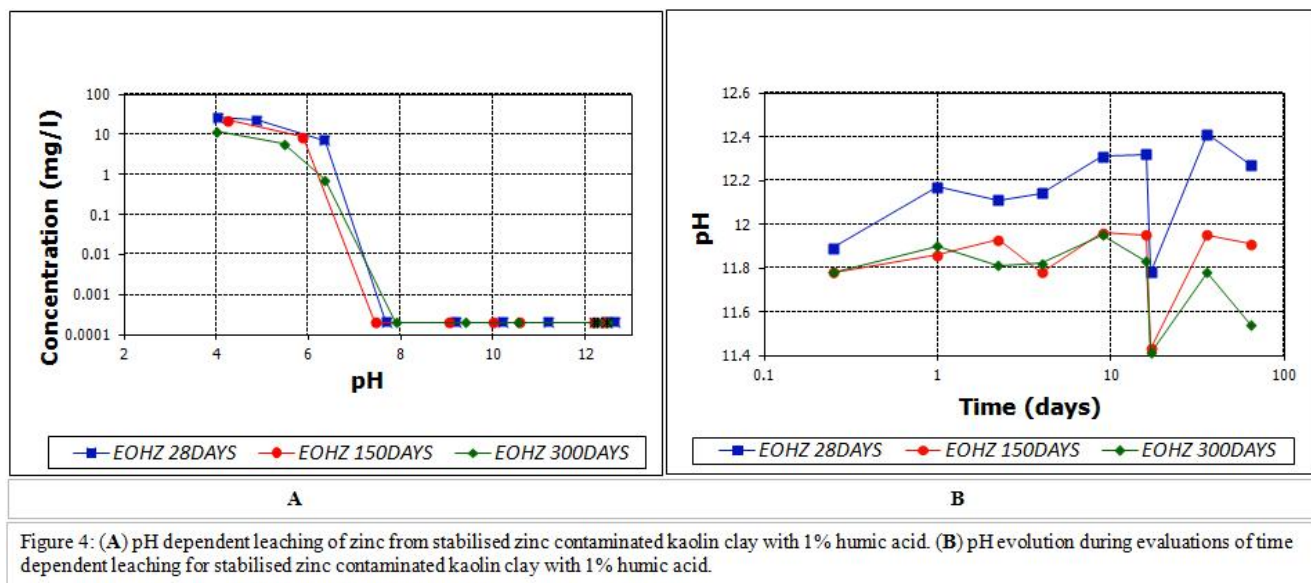 100
10
1
0.1
0.01
0.001
0.0001
Concentration (mg/l)
2 4 6 8 10 12
pH
EOHZ 28DAYS EOHZ 150DAYS EOHZ 300DAYS
12.6
12.4
12.2
12
11.8
11.6
11.4
pH
0.1 1 10 100
Time (days)
EOHZ 28DAYS EOHZ 150DAYS EOHZ 300DAYS
A B
Figure 4: (A) pH dependent leaching of zinc from stabilised zinc contaminated kaolin clay with 1% humic acid. (B) pH evolution during evaluations of time
dependent leaching for stabilised zinc contaminated kaolin clay with 1% humic acid.